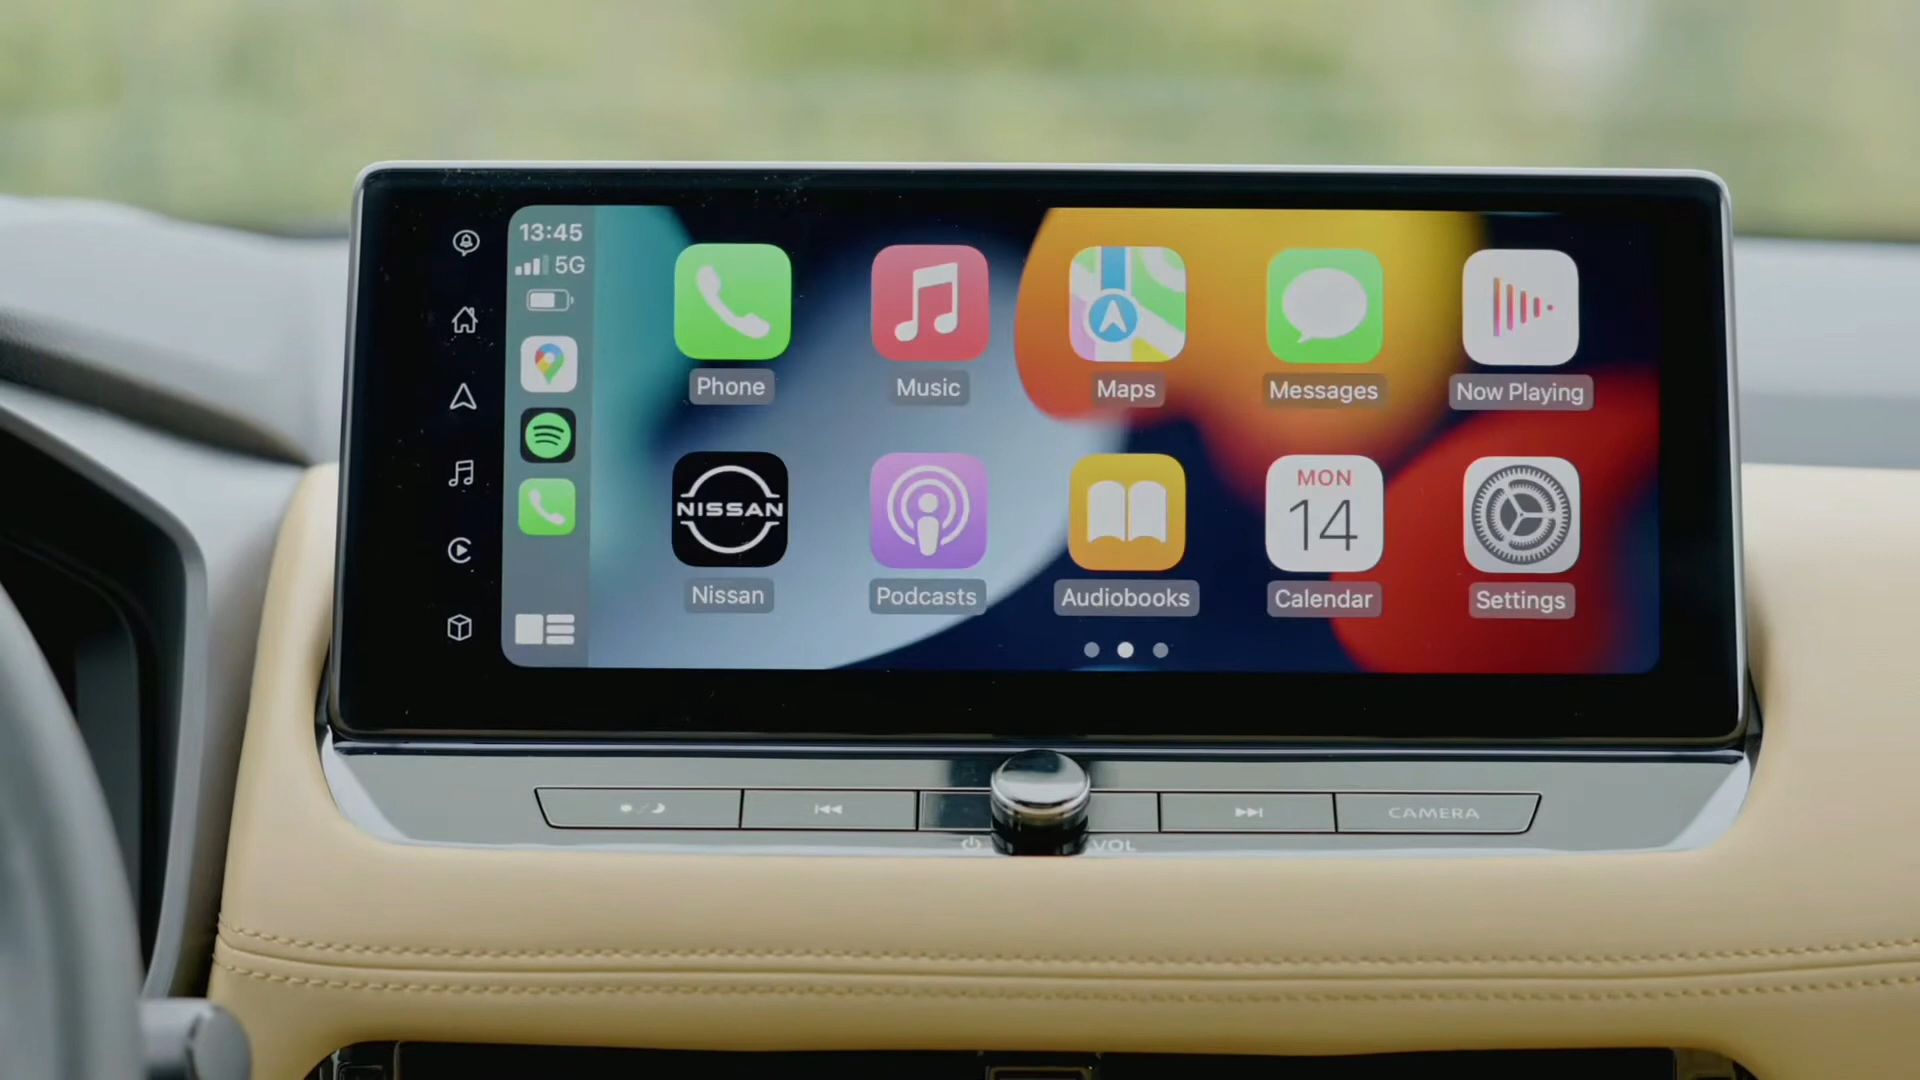 13:45
5G
Phone
Music
Maps
Messages
Now Playing
NISSAN
MON
14
Nissan
Podcasts
Audiobooks
Calendar
Settings
CAMERA
VOL